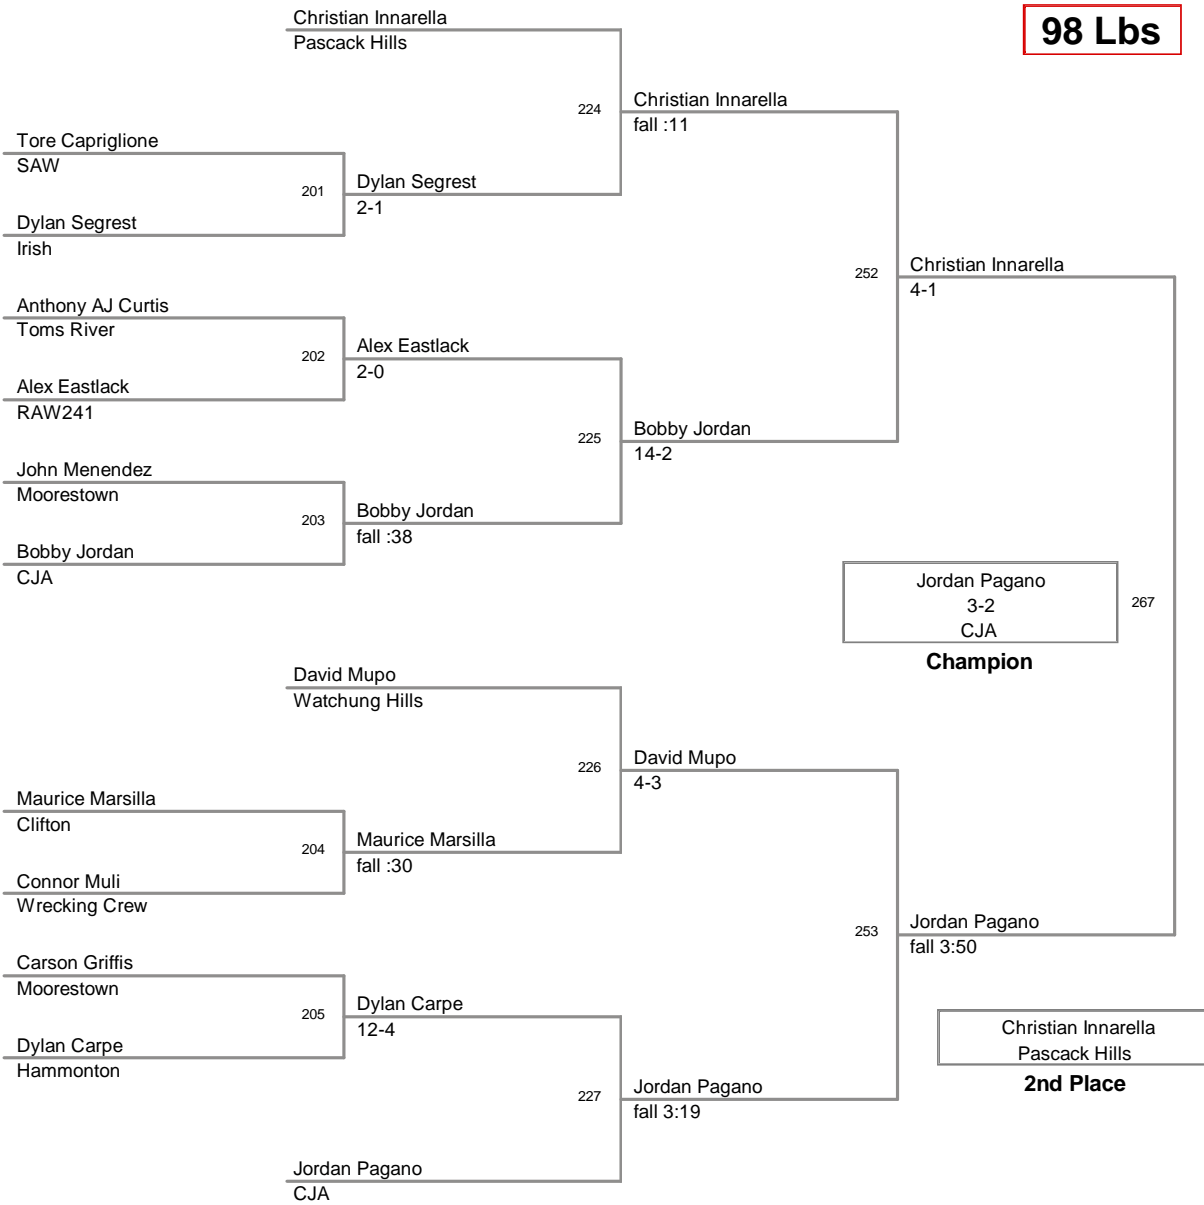 Christian Innarella
Pascack Hills
98 Lbs
224
Christian Innarella
fall :11
Tore Capriglione
SAW
201
Dylan Segrest
2-1
Dylan Segrest
Irish
252
Christian Innarella
4-1
Anthony AJ Curtis
Toms River
202
Alex Eastlack
2-0
Alex Eastlack
RAW241
225
Bobby Jordan
14-2
John Menendez
Moorestown
203
Bobby Jordan
fall :38
Bobby Jordan
CJA
Jordan Pagano
3-2
CJA
267
Champion
David Mupo
Watchung Hills
226
David Mupo
4-3
Maurice Marsilla
Clifton
204
Maurice Marsilla
fall :30
Connor Muli
Wrecking Crew
253
Jordan Pagano
fall 3:50
Carson Griffis
Moorestown
205
Dylan Carpe
12-4
Dylan Carpe
Hammonton
Christian Innarella
Pascack Hills
2nd Place
227
Jordan Pagano
fall 3:19
Jordan Pagano
CJA